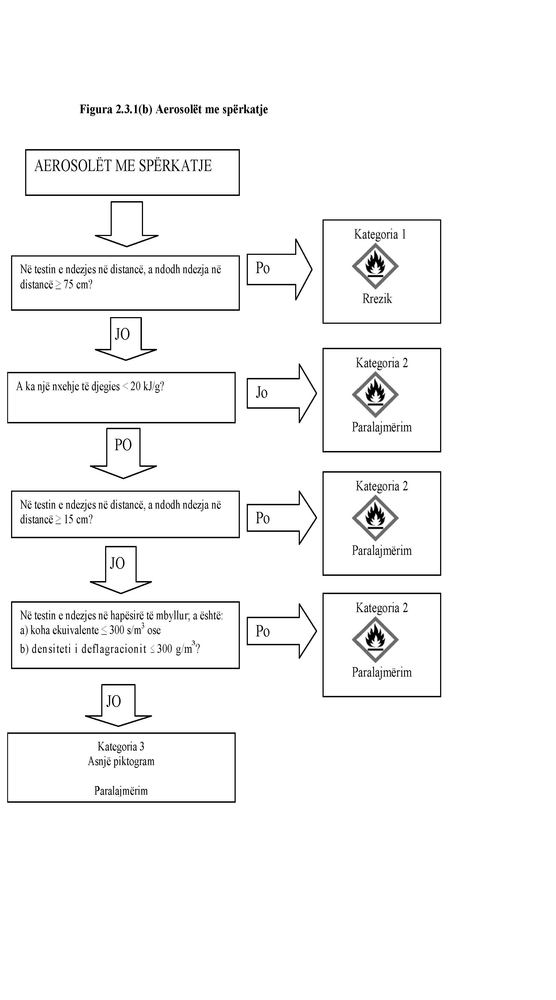 Figura 2.3.1(b) Aerosolët me spërkatje
AEROSOLËT ME SPËRKATJE
Në testin e ndezjes në distancë, a ndodh ndezja në
distancë ≥ 75 cm?
Po
Kategoria 1
Rrezik
JO
A ka një nxehje të djegies < 20 kJ/g?
Jo
Kategoria 2
Paralajmërim
PO
Në testin e ndezjes në distancë, a ndodh ndezja në
distancë ≥ 15 cm?
Po
Kategoria 2
Paralajmërim
JO
Në testin e ndezjes në hapësirë të mbyllur; a është:
a) koha ekuivalente ≤ 300 s/m³ ose
b) densiteti i deflagracionit ≤ 300 g/m³?
Po
Kategoria 2
Paralajmërim
JO
Kategoria 3
Asnjë piktogram
Paralajmërim